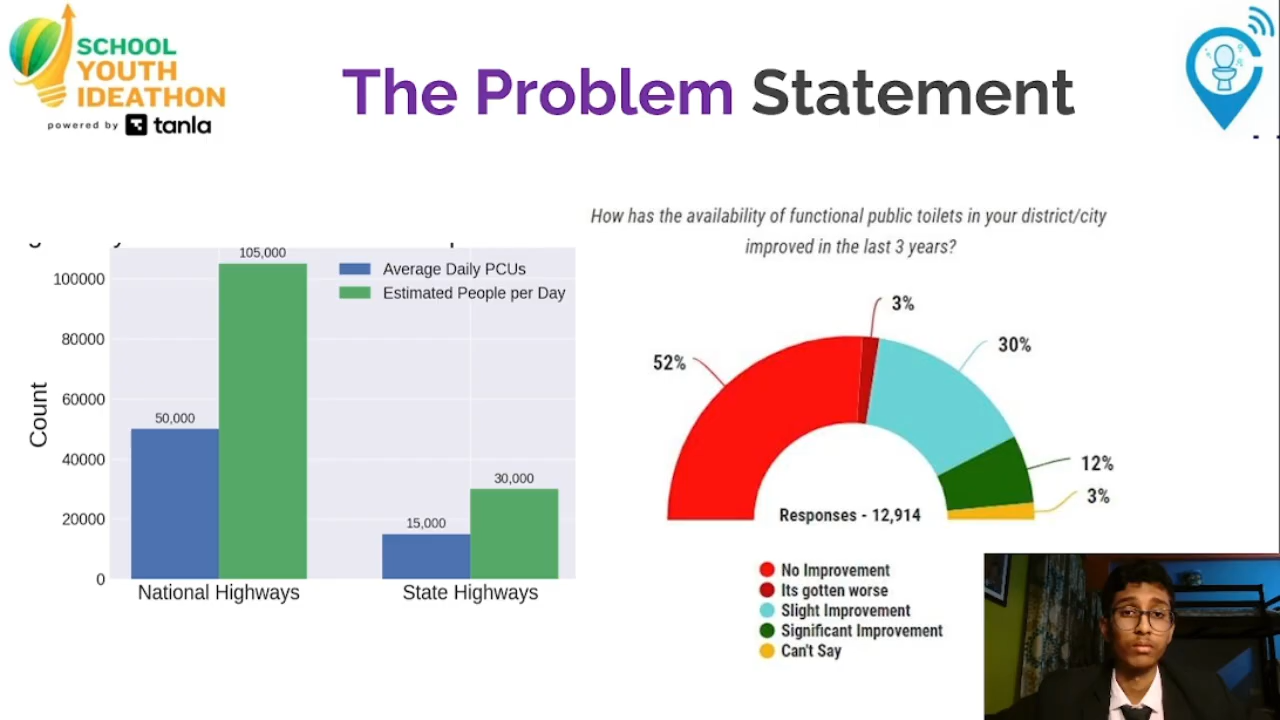 SCHOOL
YOUTH
IDEATHON
powered by tanla
The Problem Statement
How has the availability of functional public toilets in your district/city
improved in the last 3 years?
Count
100000
80000
60000
40000
20000
0
105,000
50,000
30,000
15,000
Average Daily PCUs
Estimated People per Day
National Highways
State Highways
52%
3%
30%
12%
3%
Responses - 12,914
No Improvement
Its gotten worse
Slight Improvement
Significant Improvement
Can't Say